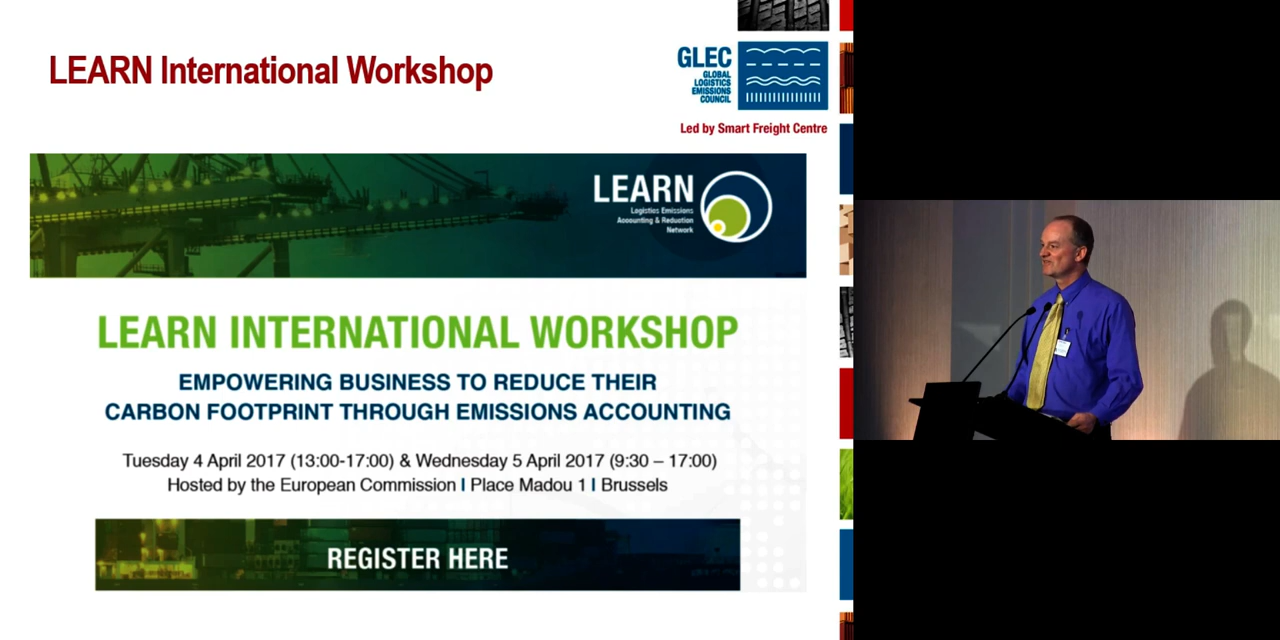 LEARN International Workshop
GLEC
GLOBAL
LOGISTICS
EMISSIONS
COUNCIL
Led by Smart Freight Centre
LEARN
Logistics Emissions
Accounting & Reduction
Network
LEARN INTERNATIONAL WORKSHOP
EMPOWERING BUSINESS TO REDUCE THEIR
CARBON FOOTPRINT THROUGH EMISSIONS ACCOUNTING
Tuesday 4 April 2017 (13:00-17:00) & Wednesday 5 April 2017 (9:30 – 17:00)
Hosted by the European Commission I Place Madou 1 I Brussels
REGISTER HERE